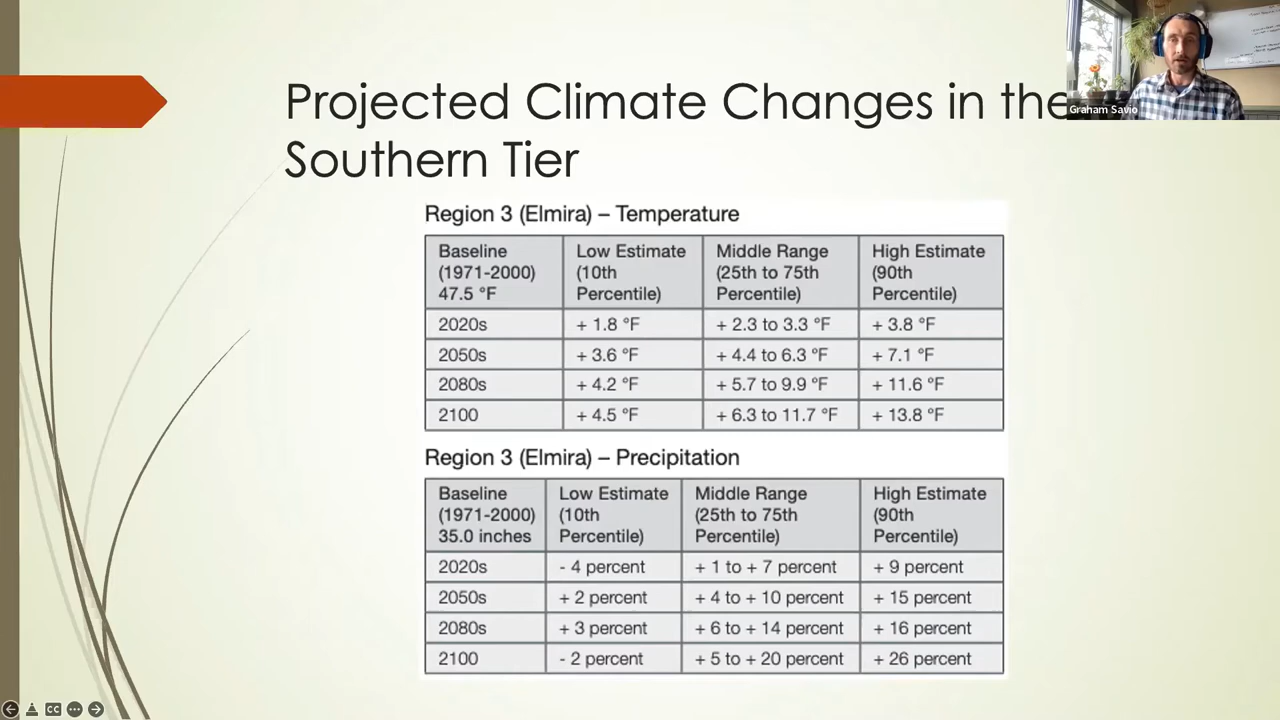 Projected Climate Changes in the
Southern Tier
Graham Savio
Region 3 (Elmira) – Temperature
Baseline (1971-2000) 47.5 °F | Low Estimate (10th Percentile) | Middle Range (25th to 75th Percentile) | High Estimate (90th Percentile)
2020s | + 1.8 °F | + 2.3 to 3.3 °F | + 3.8 °F
2050s | + 3.6 °F | + 4.4 to 6.3 °F | + 7.1 °F
2080s | + 4.2 °F | + 5.7 to 9.9 °F | + 11.6 °F
2100 | + 4.5 °F | + 6.3 to 11.7 °F | + 13.8 °F
Region 3 (Elmira) – Precipitation
Baseline (1971-2000) 35.0 inches | Low Estimate (10th Percentile) | Middle Range (25th to 75th Percentile) | High Estimate (90th Percentile)
2020s | - 4 percent | + 1 to + 7 percent | + 9 percent
2050s | + 2 percent | + 4 to + 10 percent | + 15 percent
2080s | + 3 percent | + 6 to + 14 percent | + 16 percent
2100 | - 2 percent | + 5 to + 20 percent | + 26 percent
CC